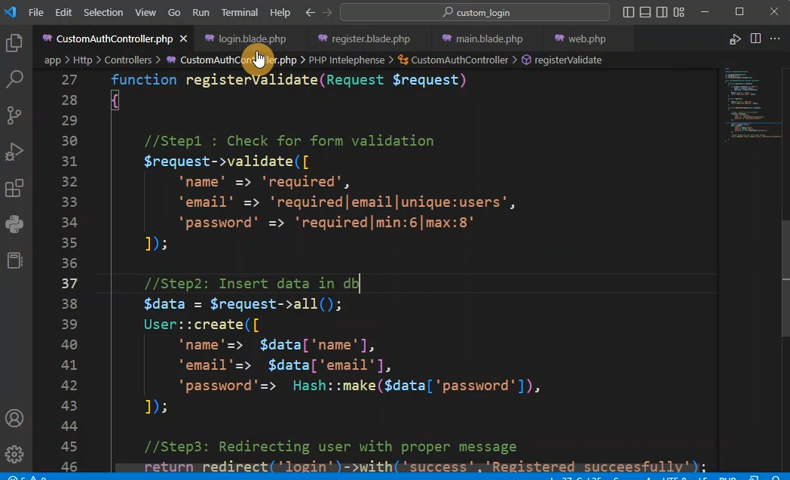 File Edit Selection View Go Run Terminal Help custom_login
CustomAuthController.php login.blade.php register.blade.php main.blade.php web.php
app > Http > Controllers > CustomAuthController.php > PHP Intelephense > CustomAuthController > registerValidate
27 function registerValidate(Request $request)
28 {
29
30 //Step1 : Check for form validation
31 $request->validate([
32 'name' => 'required',
33 'email' => 'required|email|unique:users',
34 'password' => 'required|min:6|max:8'
35 ]);
36
37 //Step2: Insert data in db
38 $data = $request->all();
39 User::create([
40 'name'=> $data['name'],
41 'email'=> $data['email'],
42 'password'=> Hash::make($data['password']),
43 ]);
44
45 //Step3: Redirecting user with proper message
46 return redirect('login')->with('success','Registered succeesfully');